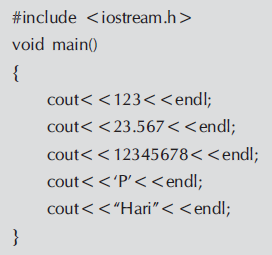 #include <iostream.h>
void main()
{
cout<<123<<endl;
cout<<23.567<<endl;
cout<<12345678<<endl;
cout<<‘P’<<endl;
cout<<“Hari”<<endl;
}